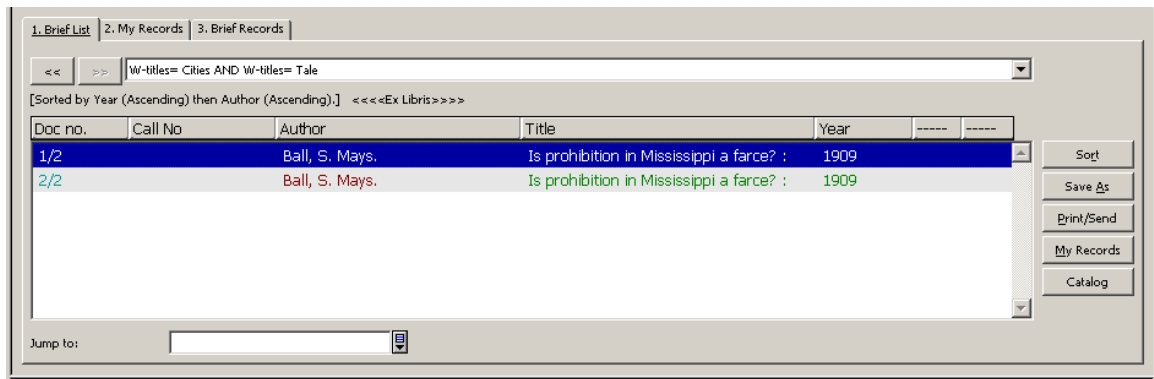 1. Brief List 2. My Records 3. Brief Records
<< >> W-titles= Cities AND W-titles= Tale
[Sorted by Year (Ascending) then Author (Ascending).] <<<<Ex Libris>>>>
Doc no. Call No Author Title Year ----- -----
1/2 Ball, S. Mays. Is prohibition in Mississippi a farce? : 1909
2/2 Ball, S. Mays. Is prohibition in Mississippi a farce? : 1909
Sort
Save As
Print/Send
My Records
Catalog
Jump to: